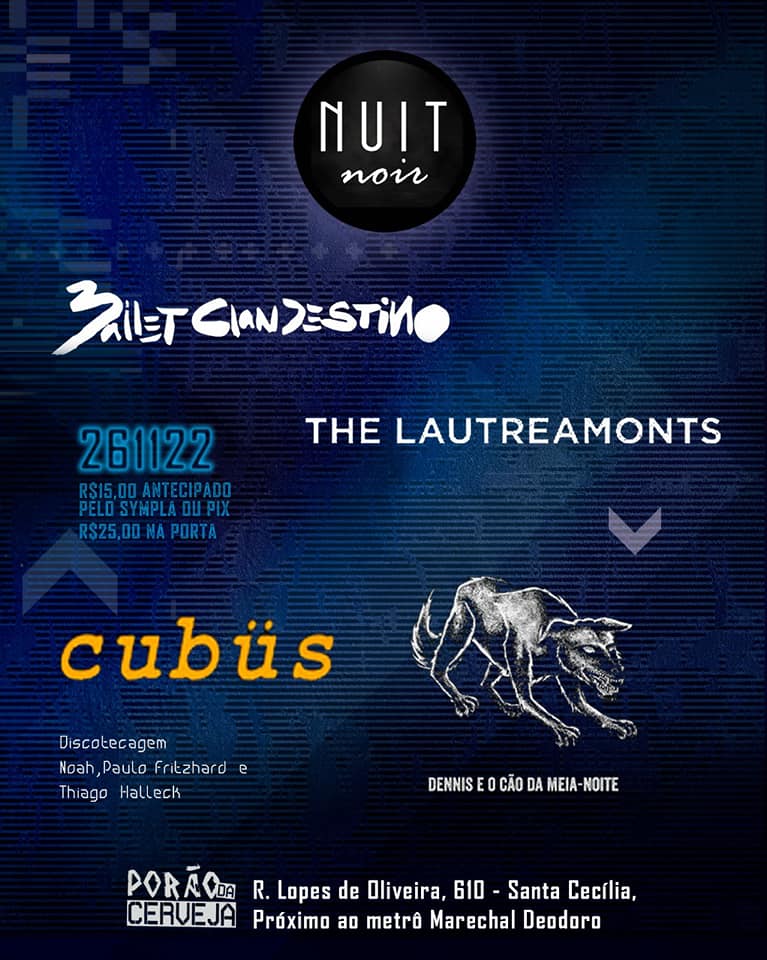 NUIT
noir
BAllET ClANDESTiNO
THE LAUTREAMONTS
261122
R$15,00 ANTECIPADO
PELO SYMPLA OU PIX
R$25,00 NA PORTA
cubüs
Discotecagem
Noah,Paulo Fritzhard e
Thiago Halleck
DENNIS E O CÃO DA MEIA-NOITE
PORÃO DA
CERVEJA
R. Lopes de Oliveira, 610 - Santa Cecília,
Próximo ao metrô Marechal Deodoro